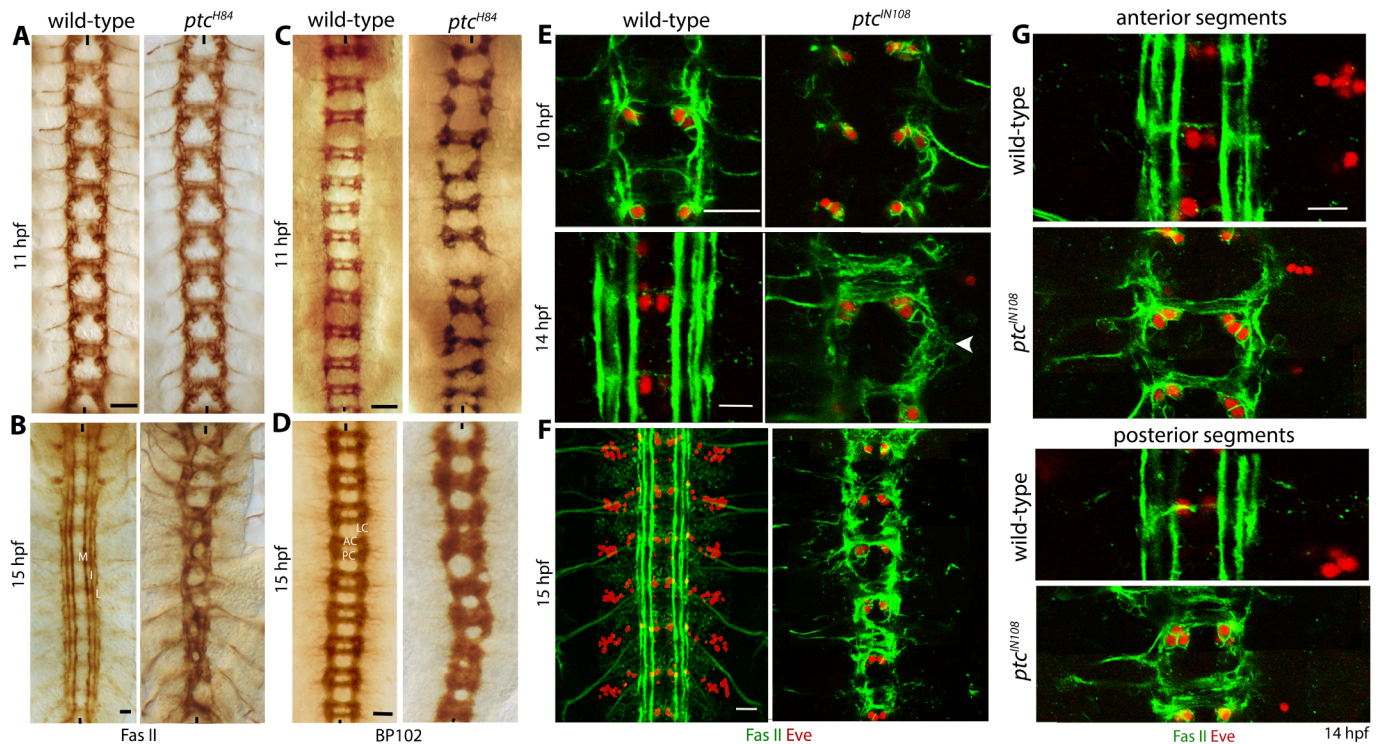 A
wild-type
ptcH84
11 hpf
B
15 hpf
M
I
L
Fas II
C
wild-type
ptcH84
11 hpf
D
15 hpf
LC
AC
PC
BP102
E
wild-type
ptcIN108
10 hpf
14 hpf
F
15 hpf
Fas II Eve
G
anterior segments
wild-type
ptcIN108
posterior segments
wild-type
ptcIN108
Fas II Eve
14 hpf